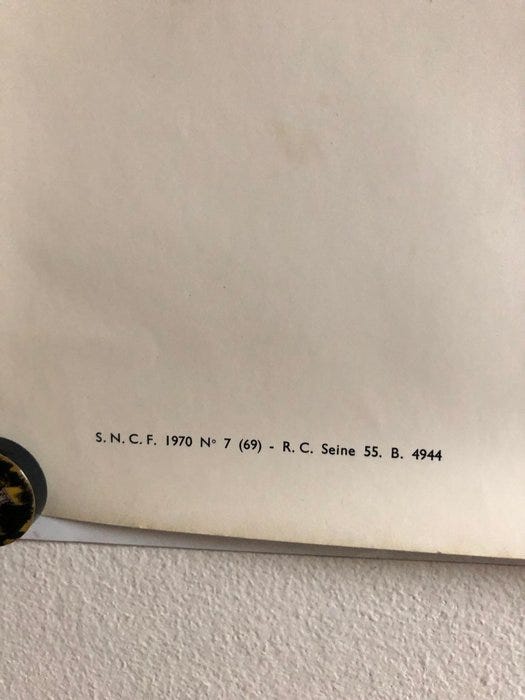 S. N. C. F. 1970 N° 7 (69) - R. C. Seine 55. B. 4944